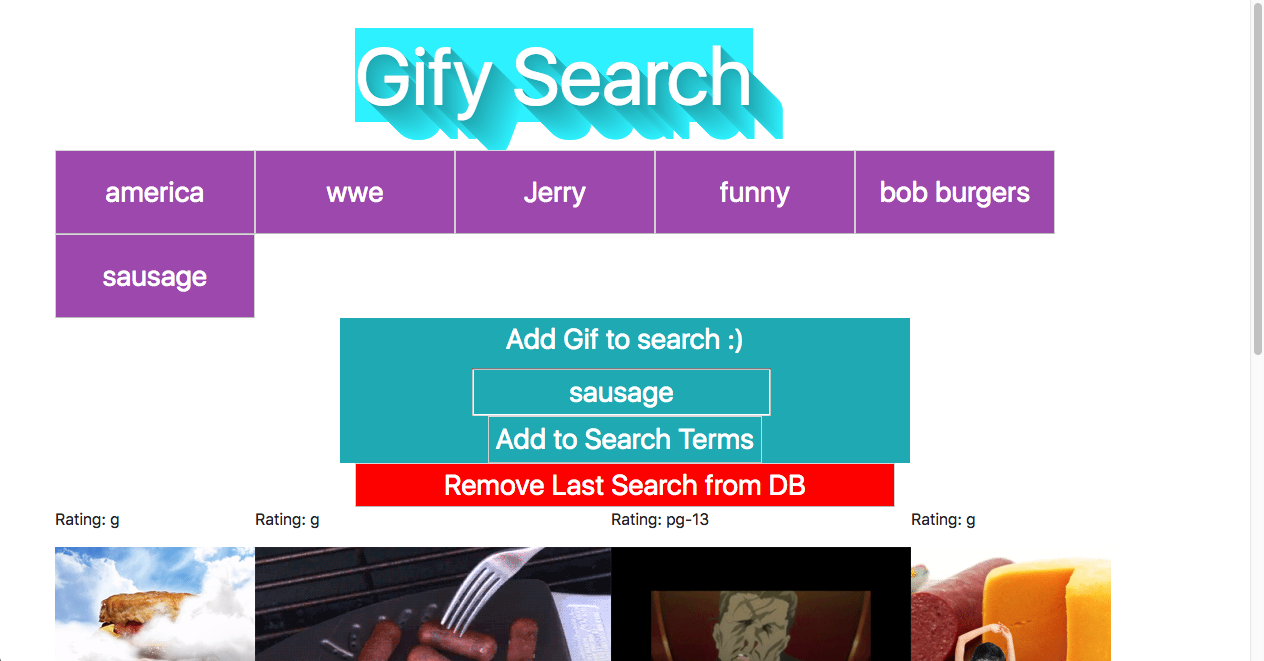 Gify Search
america wwe Jerry funny bob burgers
sausage
Add Gif to search :)
sausage
Add to Search Terms
Remove Last Search from DB
Rating: g Rating: g Rating: pg-13 Rating: g